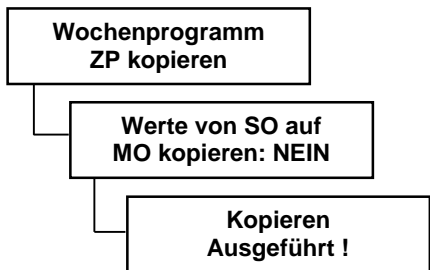 Wochenprogramm
ZP kopieren
Werte von SO auf
MO kopieren: NEIN
Kopieren
Ausgeführt !